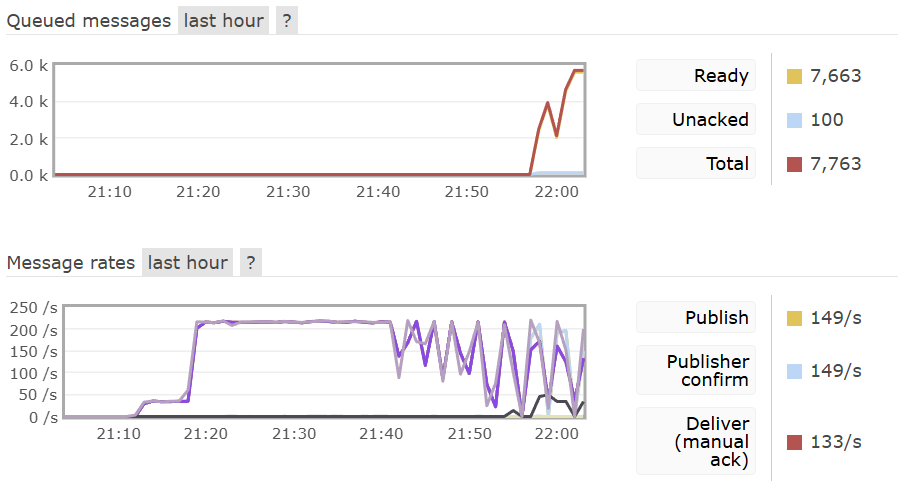 Queued messages last hour ?
6.0 k
4.0 k
2.0 k
0.0 k
21:10 21:20 21:30 21:40 21:50 22:00
Ready 7,663
Unacked 100
Total 7,763
Message rates last hour ?
250 /s
200 /s
150 /s
100 /s
50 /s
0 /s
21:10 21:20 21:30 21:40 21:50 22:00
Publish 149/s
Publisher
confirm 149/s
Deliver
(manual
ack) 133/s